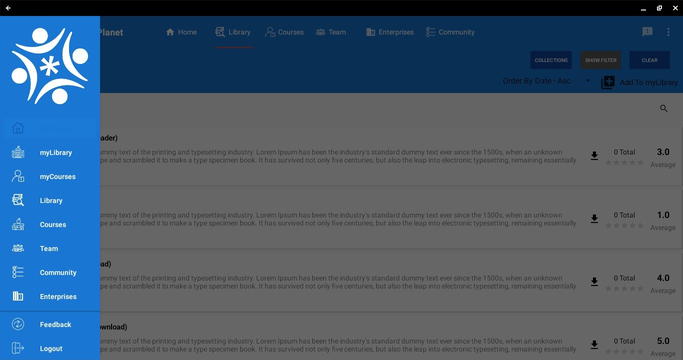 Planet
Home
Library
Courses
Team
Enterprises
Community
COLLECTIONS
SHOW FILTER
CLEAR
Order By Date - Asc
Add To myLibrary
myLibrary
myCourses
Library
Courses
Team
Community
Enterprises
Feedback
Logout
ader)
ummy text of the printing and typesetting industry. Lorem Ipsum has been the industry's standard dummy text ever since the 1500s, when an unknown
pe and scrambled it to make a type specimen book. It has survived not only five centuries, but also the leap into electronic typesetting, remaining essentially
0 Total
3.0
Average
ummy text of the printing and typesetting industry. Lorem Ipsum has been the industry's standard dummy text ever since the 1500s, when an unknown
pe and scrambled it to make a type specimen book. It has survived not only five centuries, but also the leap into electronic typesetting, remaining essentially
0 Total
1.0
Average
ad)
ummy text of the printing and typesetting industry. Lorem Ipsum has been the industry's standard dummy text ever since the 1500s, when an unknown
pe and scrambled it to make a type specimen book. It has survived not only five centuries, but also the leap into electronic typesetting, remaining essentially
0 Total
4.0
Average
ownload)
ummy text of the printing and typesetting industry. Lorem Ipsum has been the industry's standard dummy text ever since the 1500s, when an unknown
pe and scrambled it to make a type specimen book. It has survived not only five centuries, but also the leap into electronic typesetting, remaining essentially
0 Total
5.0
Average